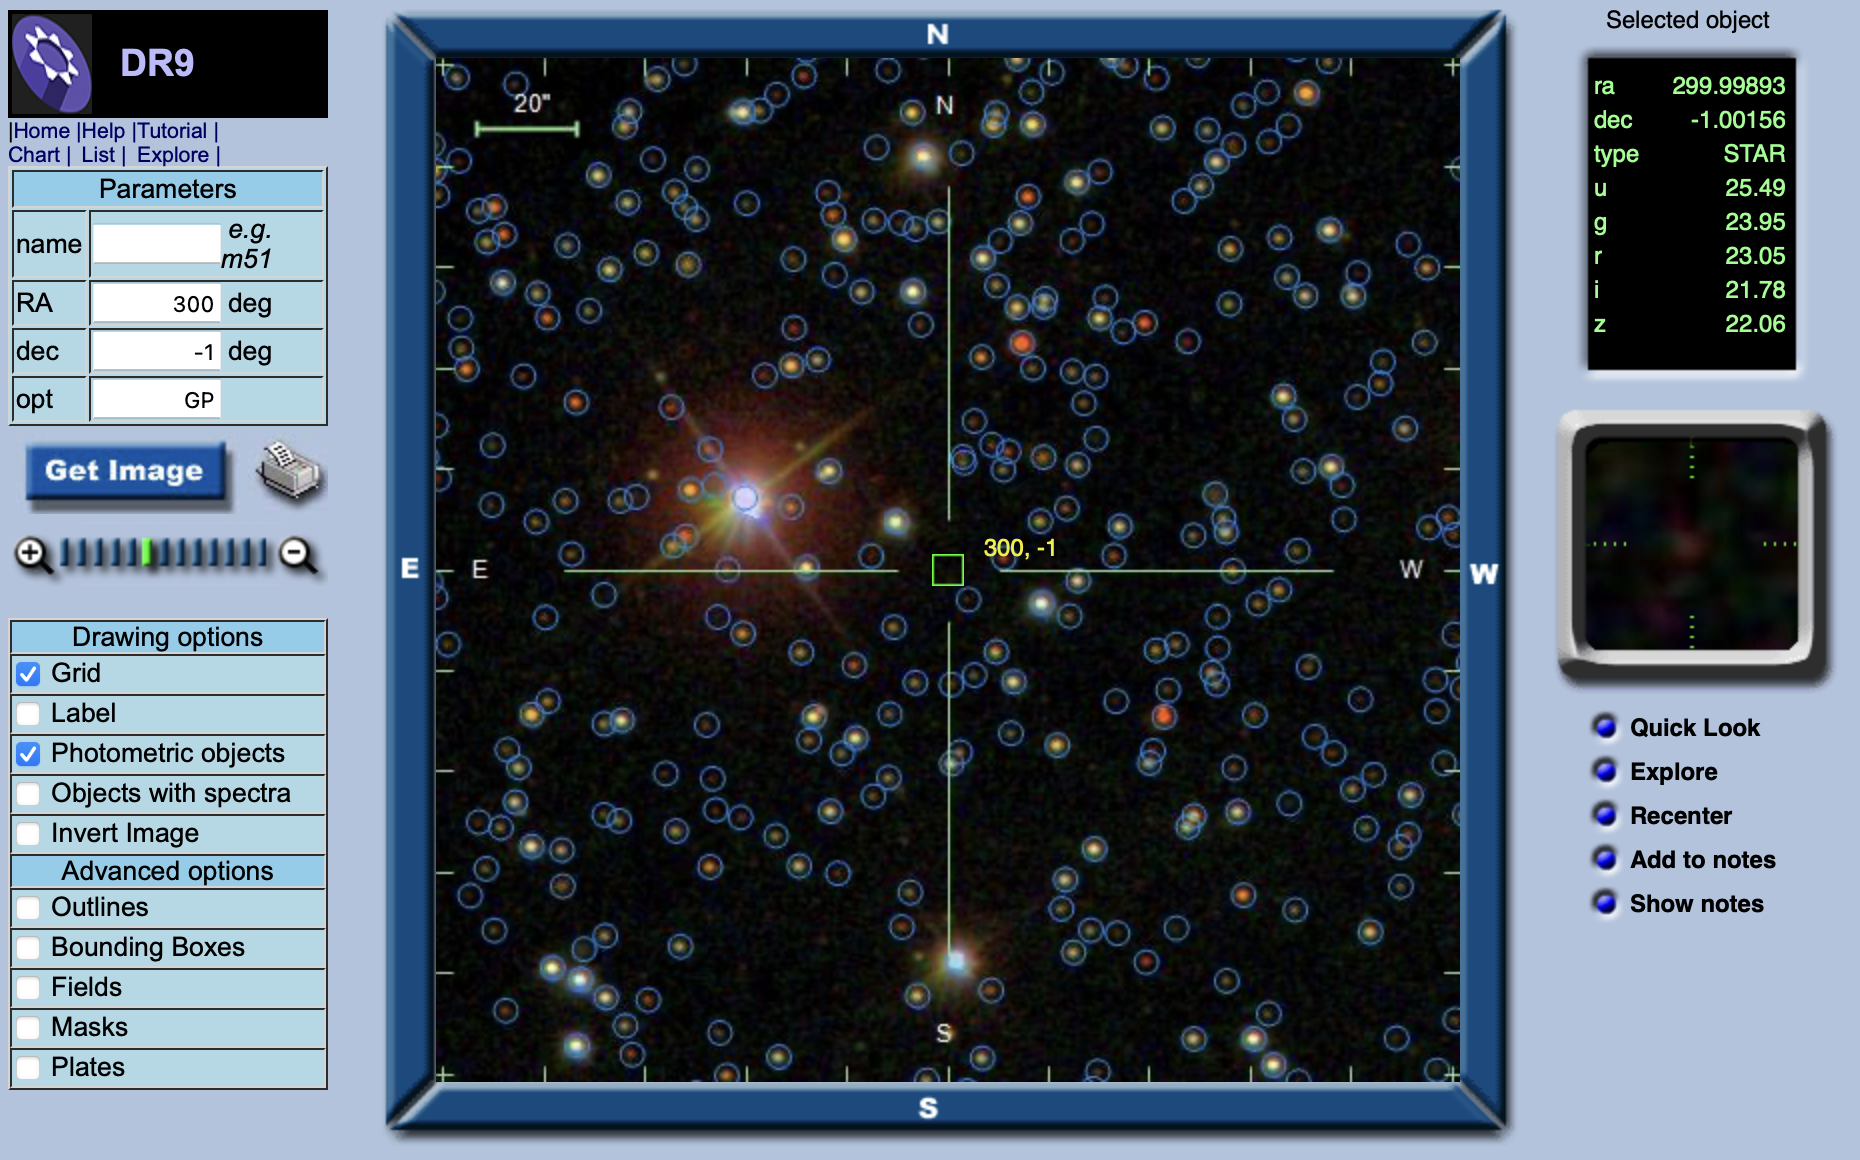 DR9
|Home |Help |Tutorial |
Chart | List | Explore |
Parameters
name e.g. m51
RA 300 deg
dec -1 deg
opt GP
Get Image
Drawing options
Grid
Label
Photometric objects
Objects with spectra
Invert Image
Advanced options
Outlines
Bounding Boxes
Fields
Masks
Plates
N
20"
N
300, -1
E E W W
S
S
Selected object
ra 299.99893
dec -1.00156
type STAR
u 25.49
g 23.95
r 23.05
i 21.78
z 22.06
Quick Look
Explore
Recenter
Add to notes
Show notes